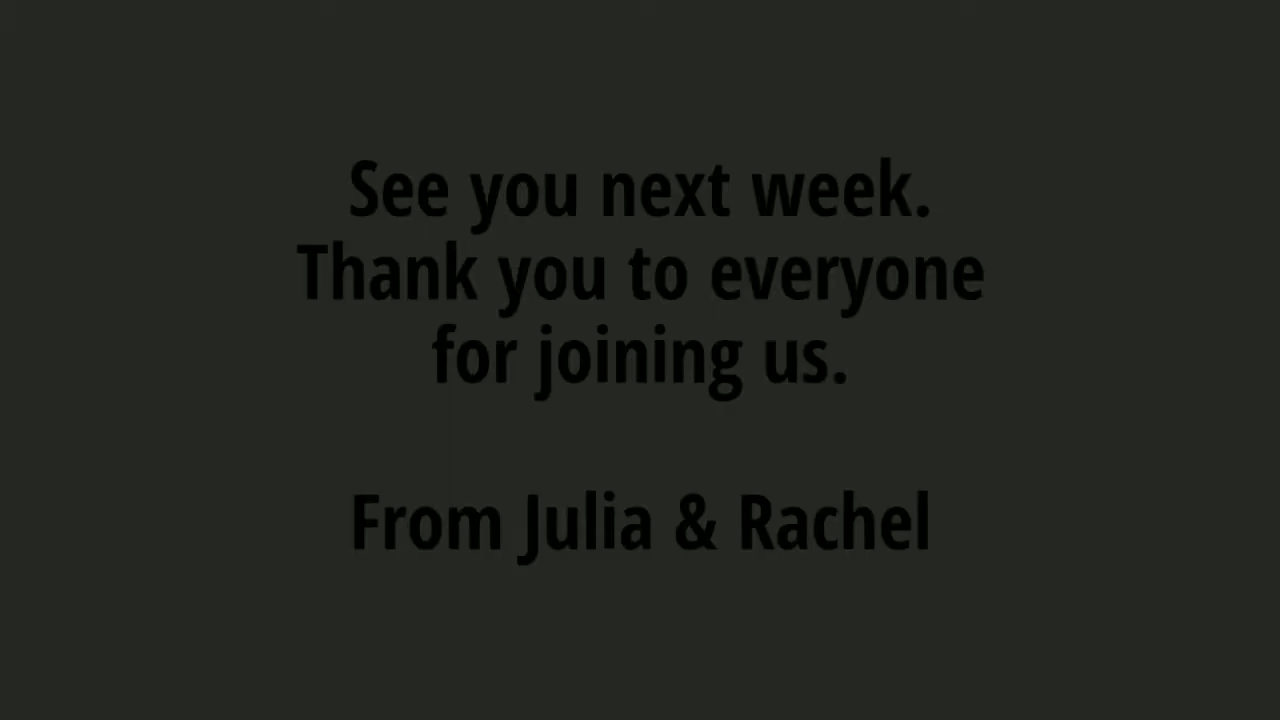 See you next week.
Thank you to everyone
for joining us.
From Julia & Rachel